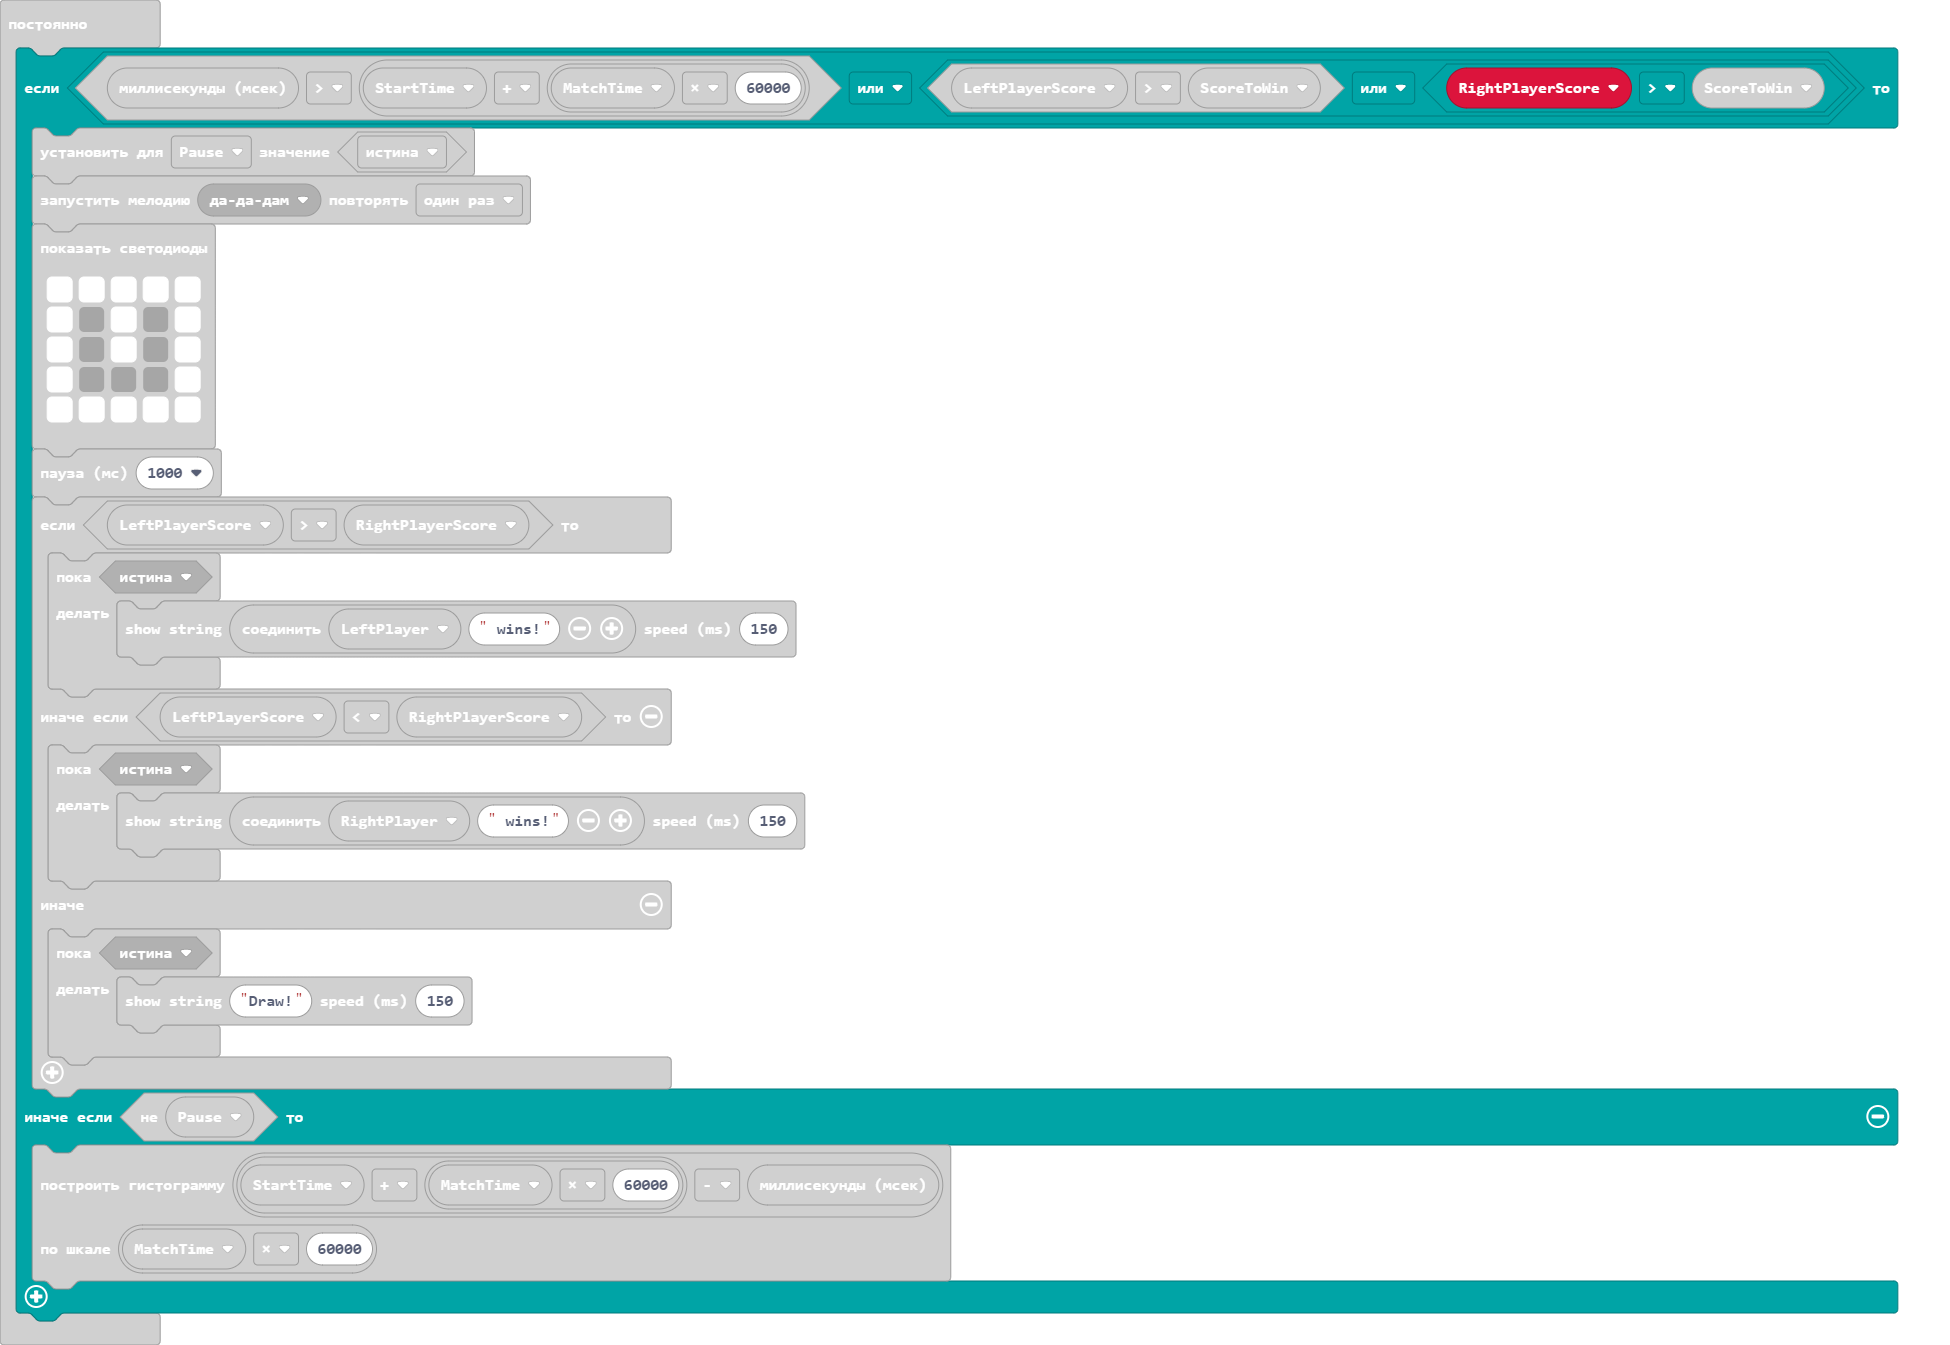 постоянно
если миллисекунды (мсек) > StartTime + MatchTime × 60000 или LeftPlayerScore > ScoreToWin или RightPlayerScore > ScoreToWin то
установить для Pause значение истина
запустить мелодию да-да-дам повторять один раз
показать светодиоды
пауза (мс) 1000
если LeftPlayerScore > RightPlayerScore то
пока истина
делать
show string соединить LeftPlayer " wins!" speed (ms) 150
иначе если LeftPlayerScore < RightPlayerScore то
пока истина
делать
show string соединить RightPlayer " wins!" speed (ms) 150
иначе
пока истина
делать
show string "Draw!" speed (ms) 150
иначе если не Pause то
построить гистограмму StartTime + MatchTime × 60000 - миллисекунды (мсек)
по шкале MatchTime × 60000